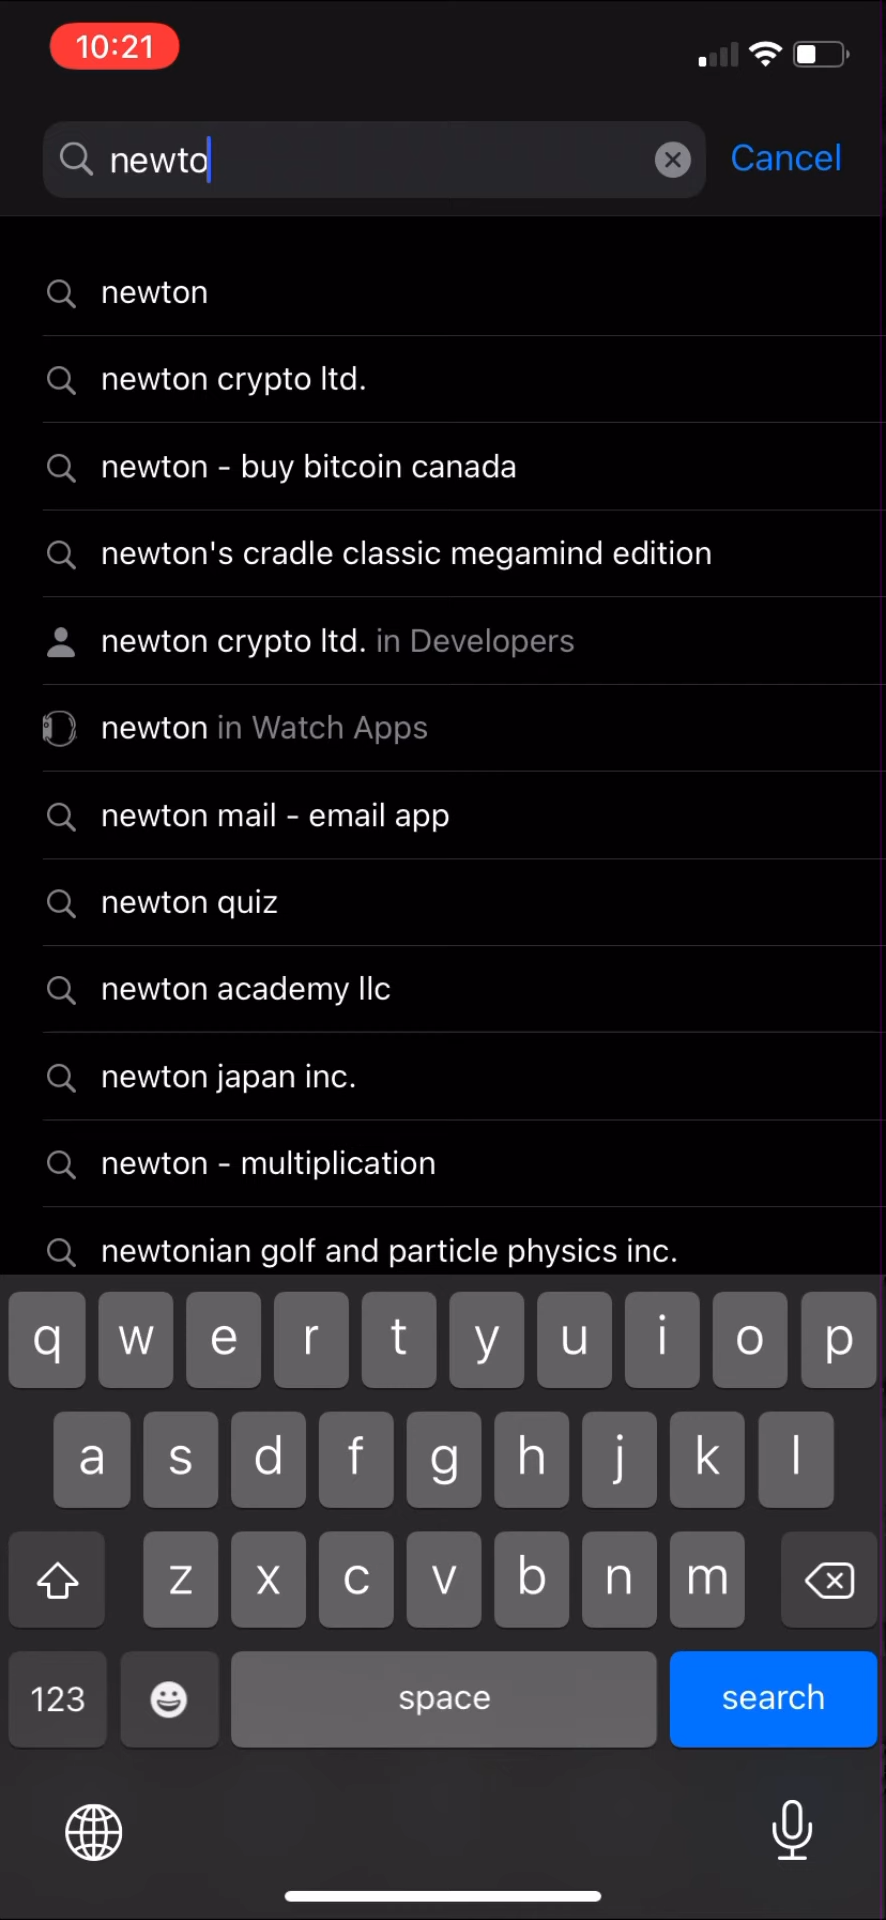 10:21
newto
Cancel
newton
newton crypto ltd.
newton - buy bitcoin canada
newton's cradle classic megamind edition
newton crypto ltd. in Developers
newton in Watch Apps
newton mail - email app
newton quiz
newton academy llc
newton japan inc.
newton - multiplication
newtonian golf and particle physics inc.
q w e r t y u i o p
a s d f g h j k l
z x c v b n m
123 space search